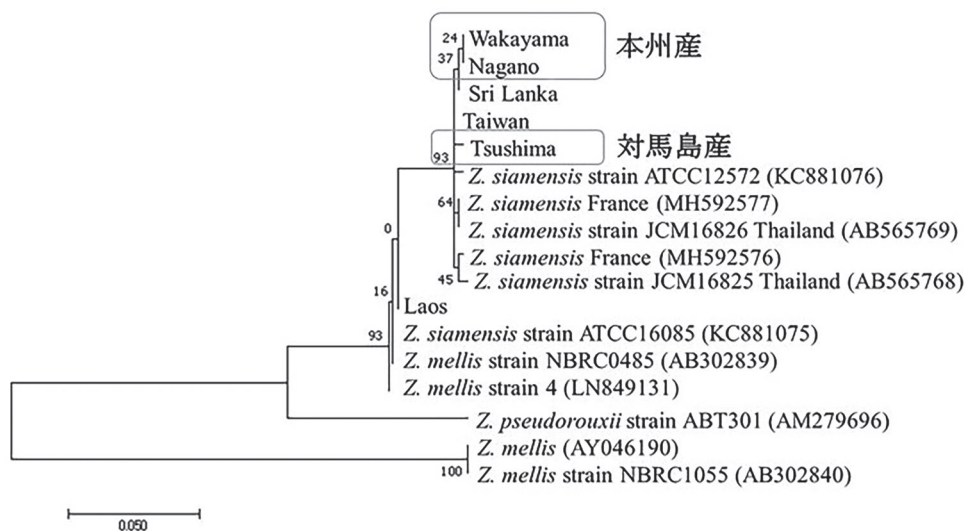 24
Wakayama
本州産
37
Nagano
Sri Lanka
Taiwan
Tsushima
対馬島産
93
Z. siamensis strain ATCC12572 (KC881076)
64
Z. siamensis France (MH592577)
Z. siamensis strain JCM16826 Thailand (AB565769)
0
Z. siamensis France (MH592576)
45
Z. siamensis strain JCM16825 Thailand (AB565768)
16
Laos
93
Z. siamensis strain ATCC16085 (KC881075)
Z. mellis strain NBRC0485 (AB302839)
Z. mellis strain 4 (LN849131)
Z. pseudorouxii strain ABT301 (AM279696)
Z. mellis (AY046190)
100
Z. mellis strain NBRC1055 (AB302840)
0.050